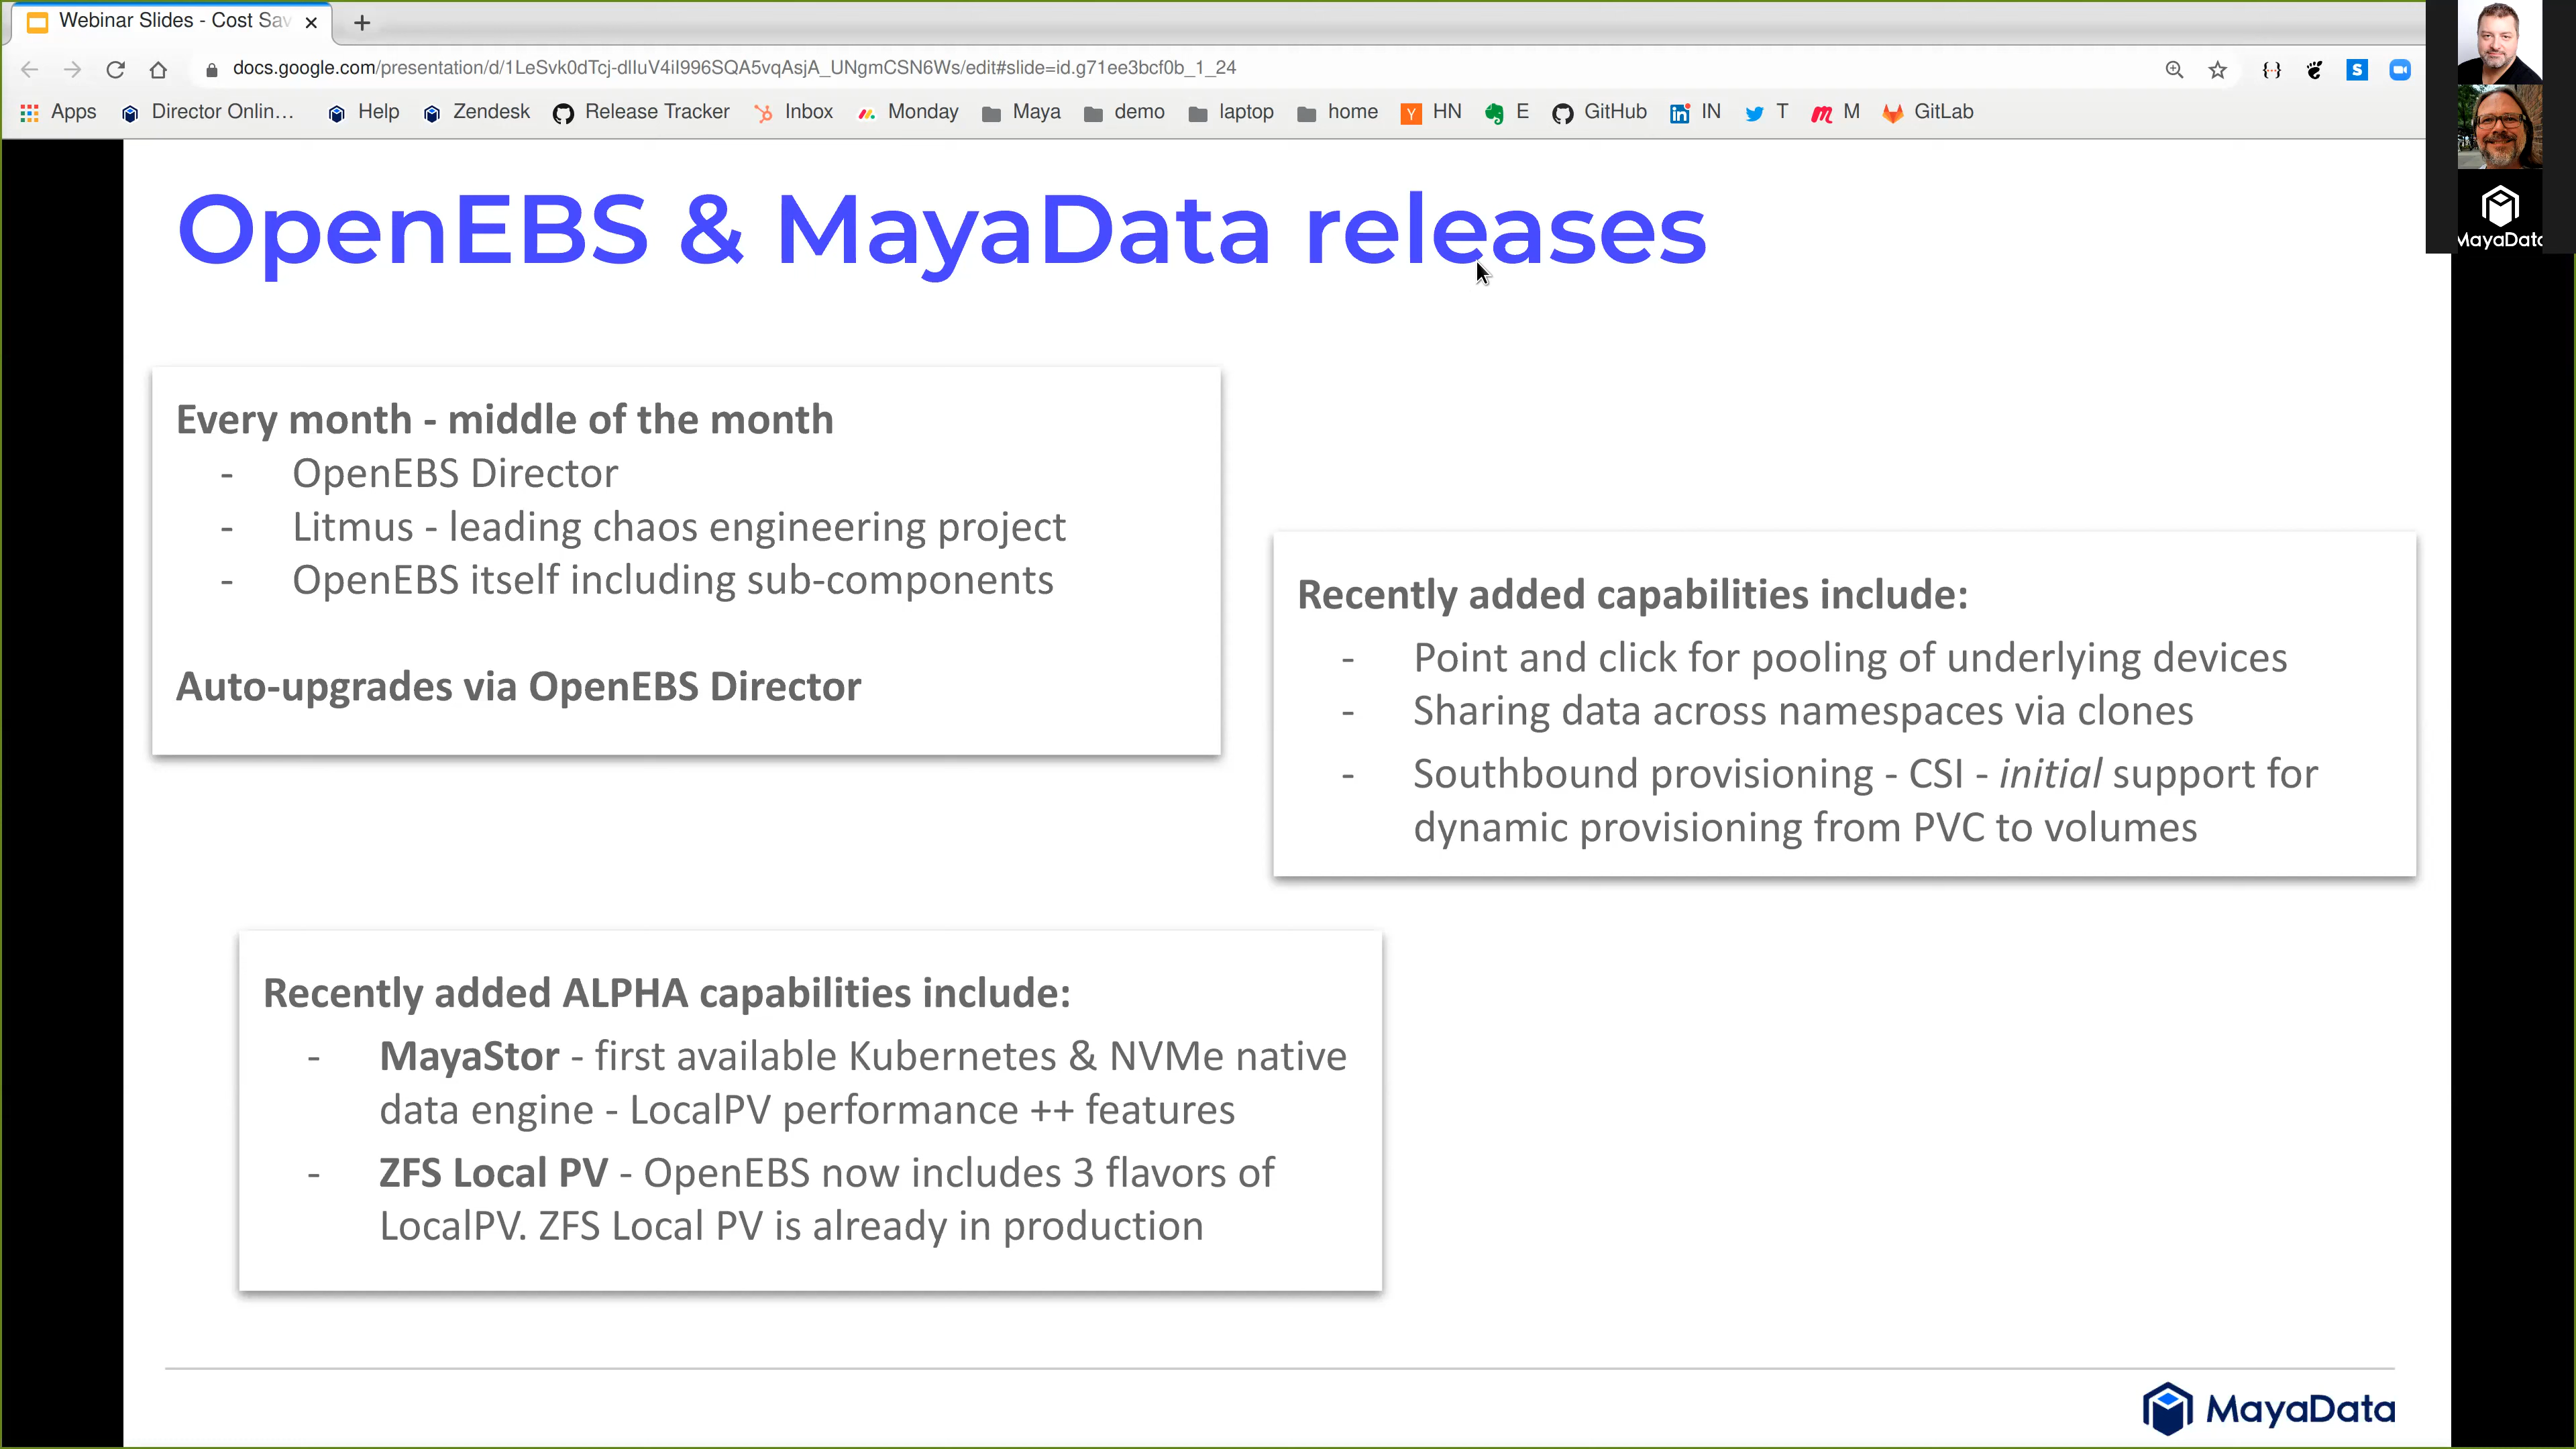 Webinar Slides - Cost Sav
docs.google.com/presentation/d/1LeSvk0dTcj-dlIuV4iI996SQA5vqAsjA_UNgmCSN6Ws/edit#slide=id.g71ee3bcf0b_1_24
Apps Director Onlin... Help Zendesk Release Tracker Inbox Monday Maya demo laptop home HN E GitHub IN T M GitLab
MayaData
OpenEBS & MayaData releases
Every month - middle of the month
- OpenEBS Director
- Litmus - leading chaos engineering project
- OpenEBS itself including sub-components
Auto-upgrades via OpenEBS Director
Recently added capabilities include:
- Point and click for pooling of underlying devices
- Sharing data across namespaces via clones
- Southbound provisioning - CSI - initial support for
dynamic provisioning from PVC to volumes
Recently added ALPHA capabilities include:
- MayaStor - first available Kubernetes & NVMe native
data engine - LocalPV performance ++ features
- ZFS Local PV - OpenEBS now includes 3 flavors of
LocalPV. ZFS Local PV is already in production
MayaData